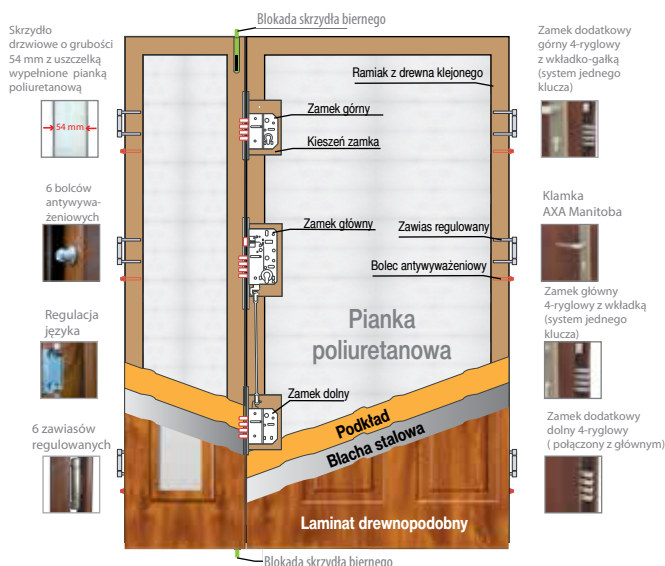 Blokada skrzydła biernego
Skrzydło
drzwiowe o grubości
54 mm z uszczelką
wypełnione pianką
poliuretanową
54 mm
6 bolców
antywywa-
żeniowych
Regulacja
języka
6 zawiasów
regulowanych
Ramiak z drewna klejonego
Zamek górny
Kieszeń zamka
Zamek główny
Zawias regulowany
Bolec antywyważeniowy
Pianka
poliuretanowa
Zamek dolny
Podkład
Blacha stalowa
Laminat drewnopodobny
Blokada skrzydła biernego
Zamek dodatkowy
górny 4-ryglowy
z wkładko-gałką
(system jednego
klucza)
Klamka
AXA Manitoba
Zamek główny
4-ryglowy z wkładką
(system jednego
klucza)
Zamek dodatkowy
dolny 4-ryglowy
( połączony z głównym)